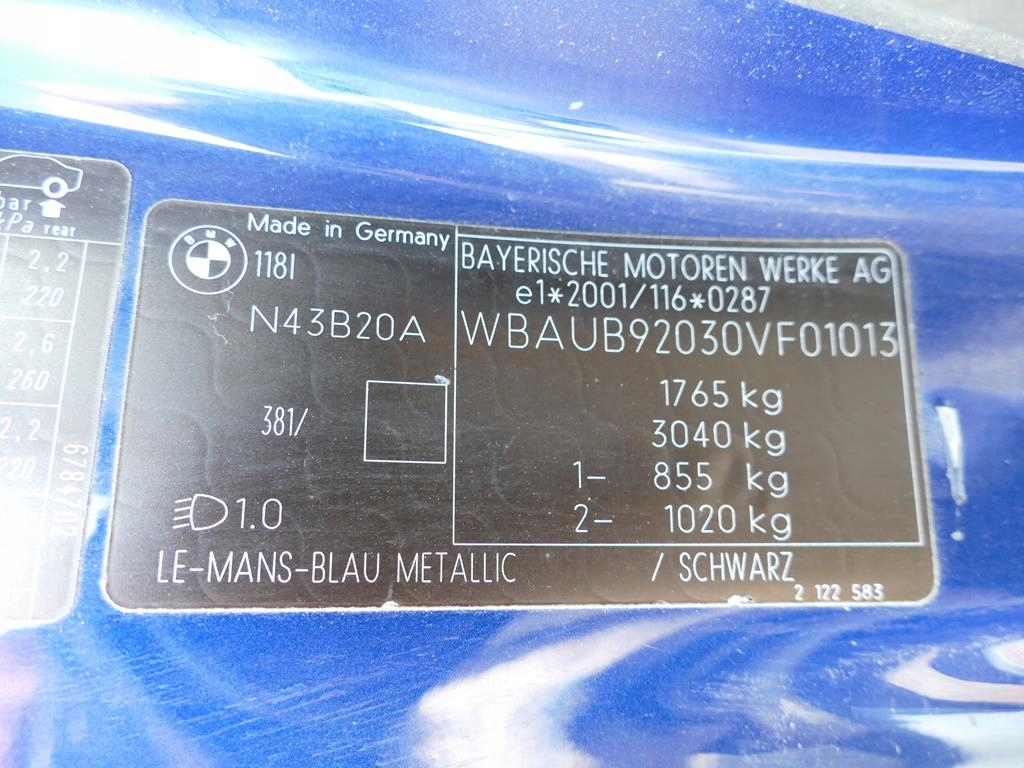 bar
kPa rear
2,2
220
2,6
260
2,2
220
BMW
Made in Germany
118I
N43B20A
381/
1.0
LE-MANS-BLAU METALLIC / SCHWARZ
2 122 583
BAYERISCHE MOTOREN WERKE AG
e1*2001/116*0287
WBAUB92030VF01013
1765 kg
3040 kg
1- 855 kg
2- 1020 kg